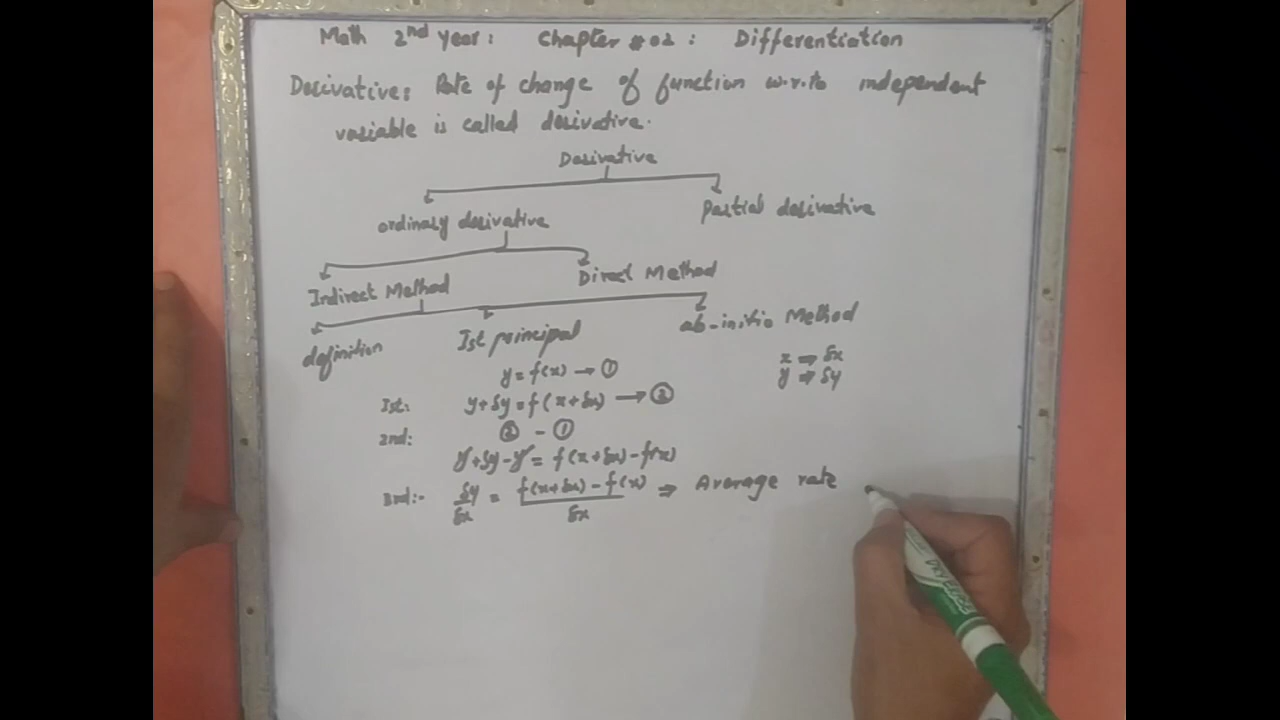 Math 2nd year: Chapter # 02: Differentiation
Derivative: Rate of change of function w.r.to independent
variable is called derivative.
Derivative
ordinary derivative Partial derivative
Indirect Method Direct Method
definition Ist principal ab-initio Method
y = f(x) → ① x ⇒ δx
Ist: y+δy = f(x+δx) → ② y ⇒ δy
2nd: ② - ①
y+δy-y = f(x+δx)-f(x)
3rd:- δy/δx = f(x+δx)-f(x)/δx ⇒ Average rate